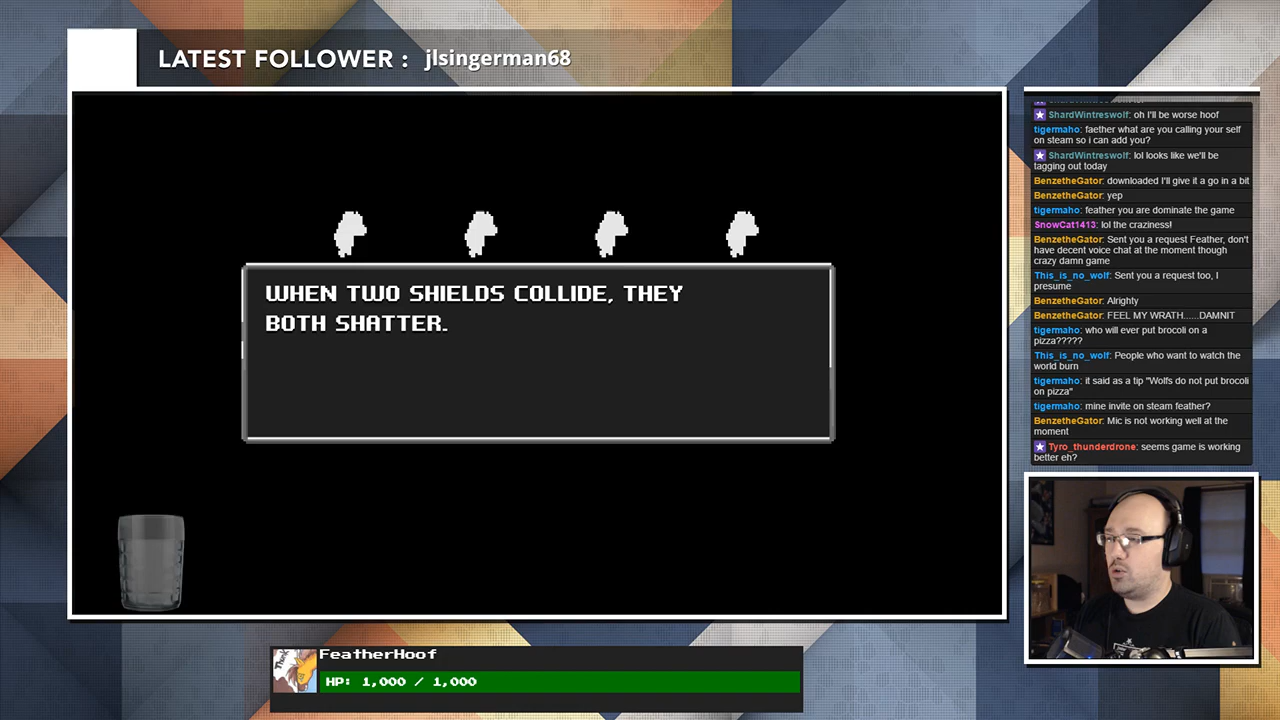 LATEST FOLLOWER : jlsingerman68
WHEN TWO SHIELDS COLLIDE, THEY
BOTH SHATTER.
ShardWintreswolf: oh I'll be worse hoof
tigermaho: faether what are you calling your self
on steam so i can add you?
ShardWintreswolf: lol looks like we'll be
tagging out today
BenzetheGator: downloaded I'll give it a go in a bit
BenzetheGator: yep
tigermaho: feather you are dominate the game
SnowCat1413: lol the craziness!
BenzetheGator: Sent you a request Feather, don't
have decent voice chat at the moment though
crazy damn game
This_is_no_wolf: Sent you a request too, I
presume
BenzetheGator: Alrighty
BenzetheGator: FEEL MY WRATH......DAMNIT
tigermaho: who will ever put brocoli on a
pizza?????
This_is_no_wolf: People who want to watch the
world burn
tigermaho: it said as a tip "Wolfs do not put brocoli
on pizza"
tigermaho: mine invite on steam feather?
BenzetheGator: Mic is not working well at the
moment
Tyro_thunderdrone: seems game is working
better eh?
FeatherHoof
HP: 1,000 / 1,000